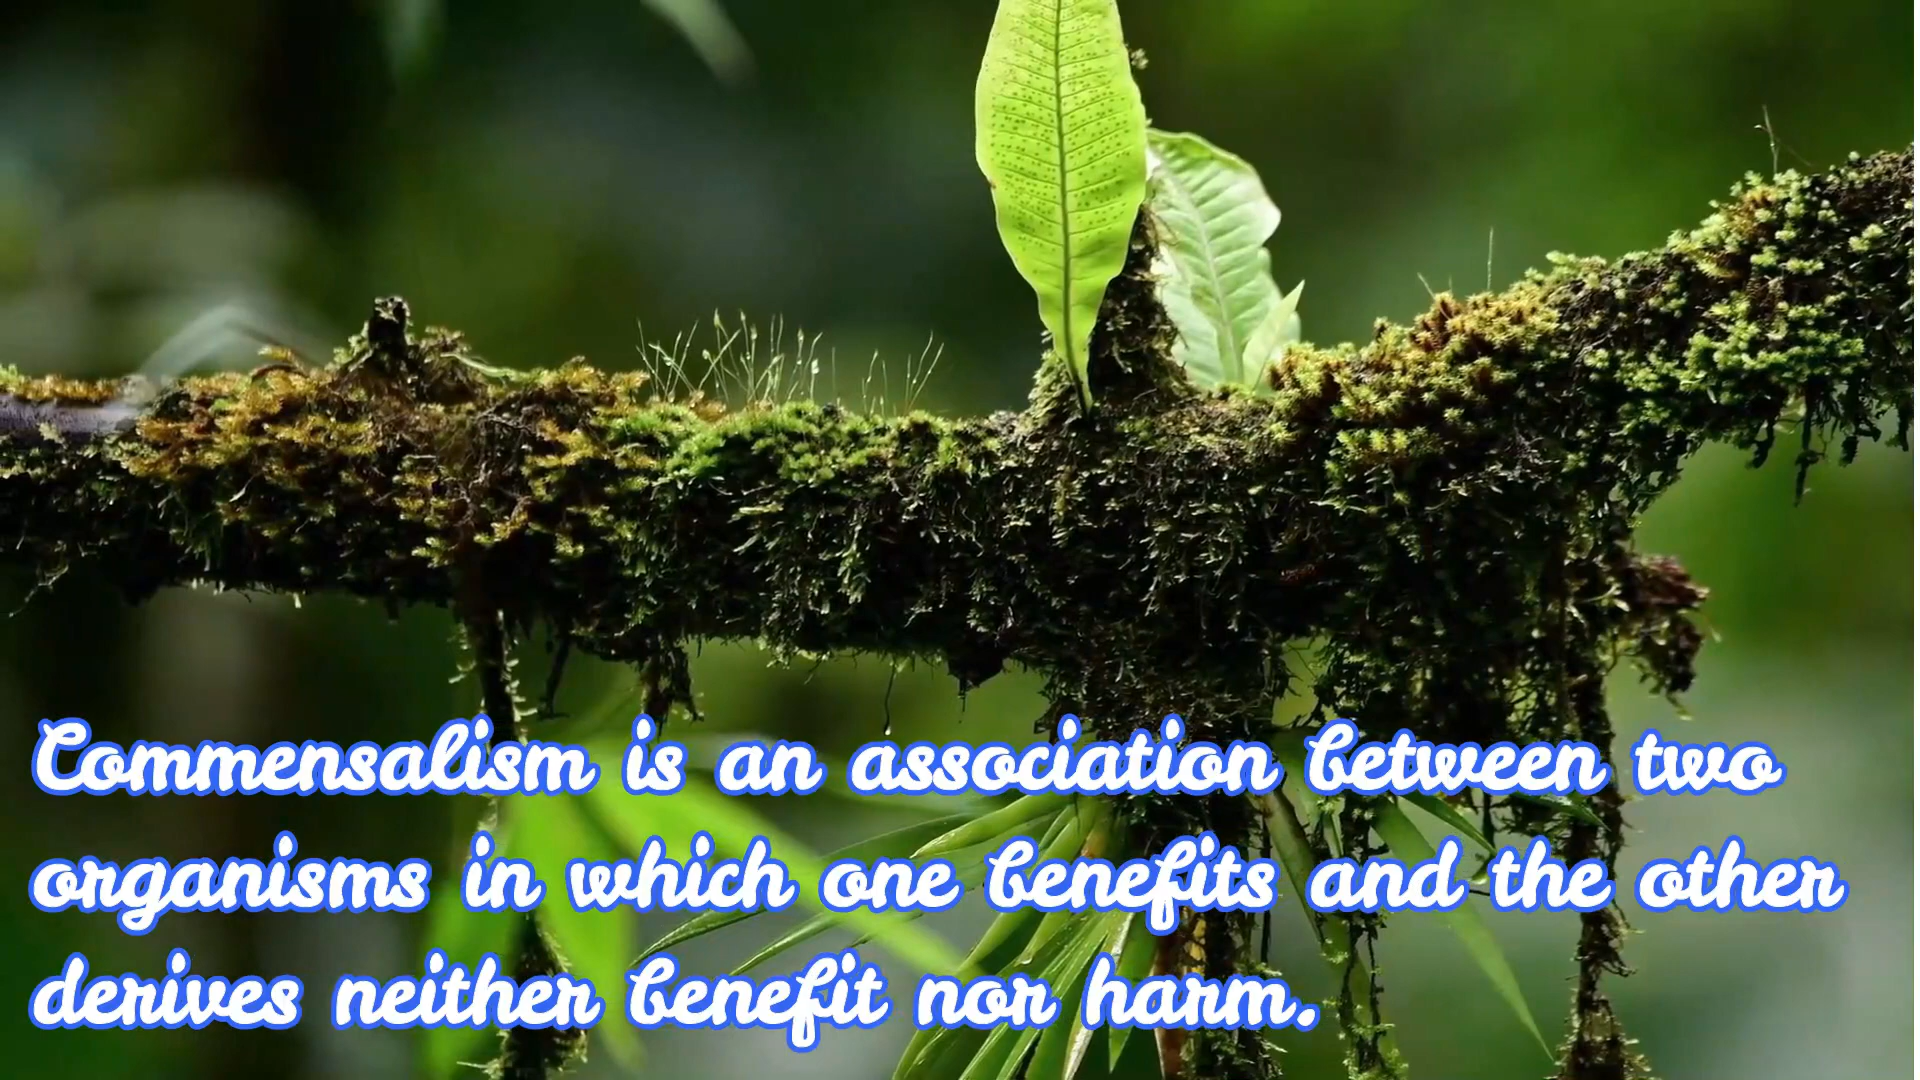 Commensalism is an association between two
organisms in which one benefits and the other
derives neither benefit nor harm.